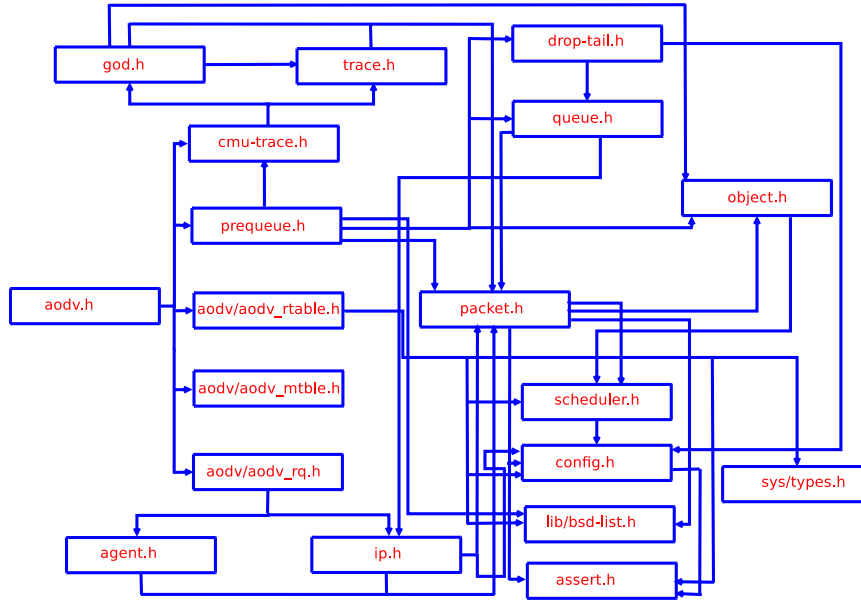 drop-tail.h
god.h
trace.h
queue.h
cmu-trace.h
object.h
prequeue.h
aodv.h
aodv/aodv_rtable.h
packet.h
aodv/aodv_mtble.h
scheduler.h
config.h
aodv/aodv_rq.h
sys/types.h
lib/bsd-list.h
agent.h
ip.h
assert.h